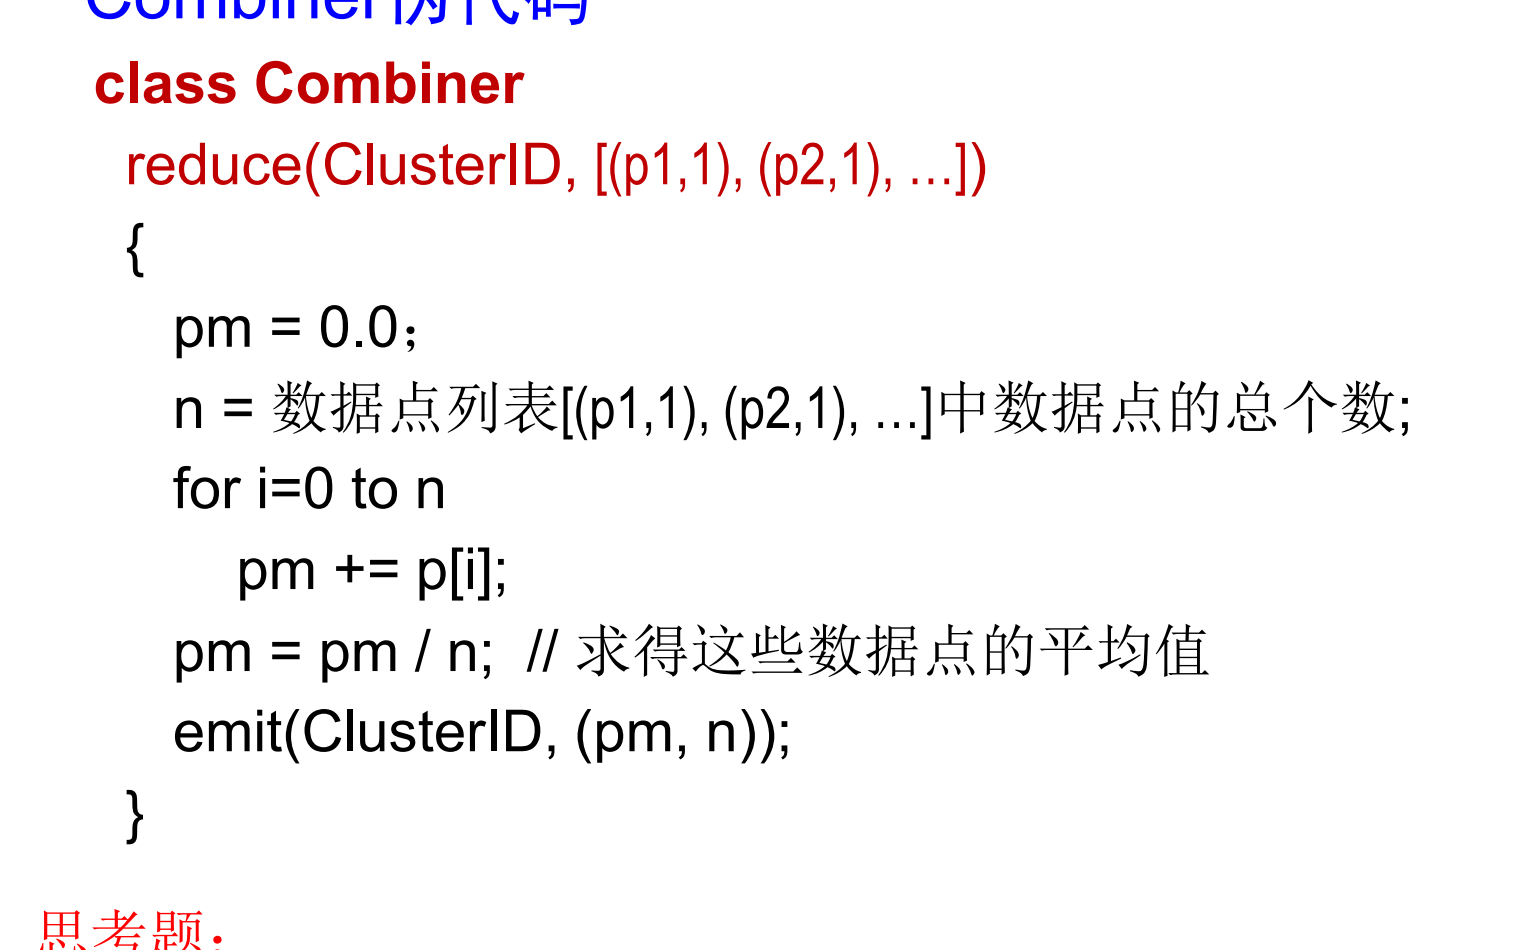 Combiner伪代码
class Combiner
reduce(ClusterID, [(p1,1), (p2,1), …])
{
pm = 0.0；
n = 数据点列表[(p1,1), (p2,1), …]中数据点的总个数;
for i=0 to n
pm += p[i];
pm = pm / n; // 求得这些数据点的平均值
emit(ClusterID, (pm, n));
}
思考题：